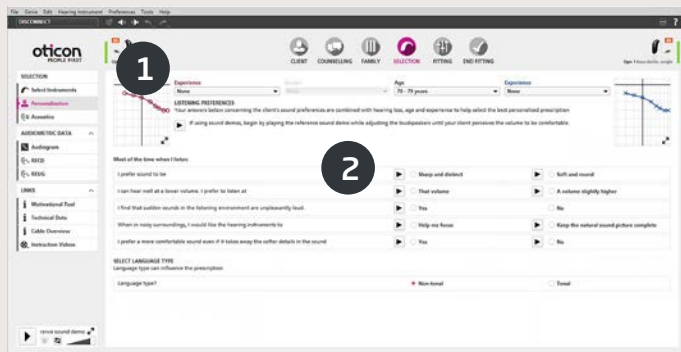 File Genie Edit Hearing Instrument Preferences Tools Help
DISCONNECT
oticon
PEOPLE FIRST
CLIENT COUNSELLING FAMILY SELECTION FITTING END FITTING
1
SELECTION
Select Instruments
Personalisation
Acoustics
AUDIOMETRIC DATA
Audiogram
RECD
REUG
LINKS
Motivational Tool
Technical Data
Cable Overview
Instruction Videos
Experience Age Experience
None 70 - 79 years None
LISTENING PREFERENCES
Your answers below concerning the client's sound preferences are combined with hearing loss, age and experience to help select the best personalised prescription.
If using sound demos, begin by playing the reference sound demo while adjusting the loudspeakers until your client perceives the volume to be comfortable.
2
Most of the time when I listen:
I prefer sound to be Sharp and distinct Soft and round
I can hear well at a lower volume. I prefer to listen at That volume A volume slightly higher
I find that sudden sounds in the listening environment are unpleasantly loud. Yes No
When in noisy surroundings, I would like the hearing instruments to Help me focus Keep the natural sound picture complete
I prefer a more comfortable sound even if it takes away the softer details in the sound Yes No
SELECT LANGUAGE TYPE
Language type can influence the prescription.
Language type? Non-tonal Tonal
rence sound demo